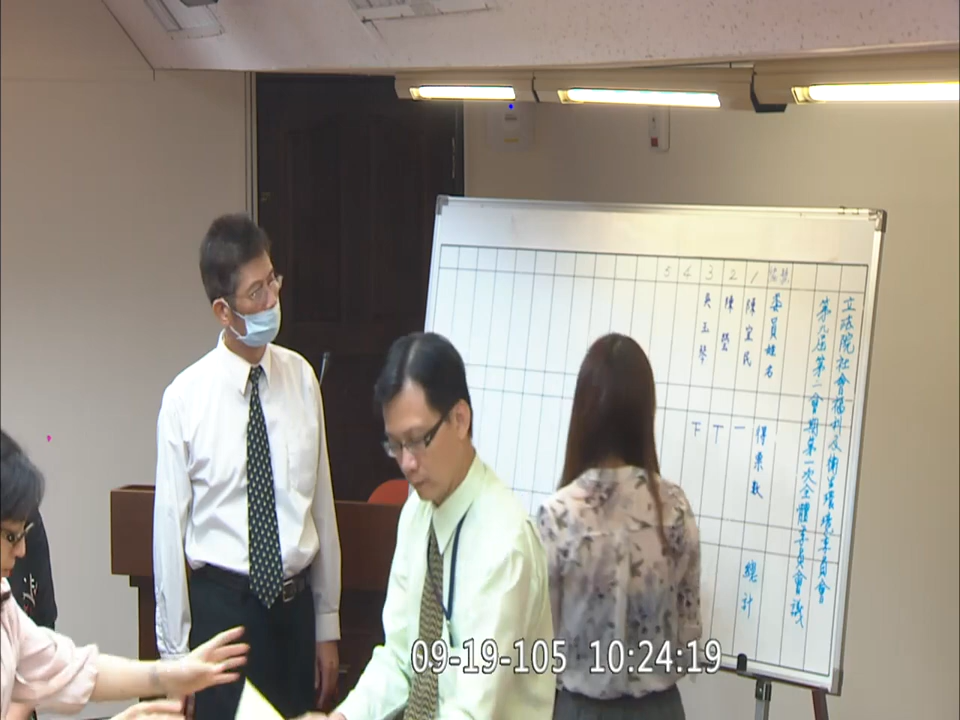 立法院社會福利及衛生環境委員會
第九屆第二會期第一次全體委員會議
編號 委員姓名 得票數 總計
1 陳宜民 一
2 陳瑩 丅
3 吳玉琴 下
4
5
09-19-105 10:24:19